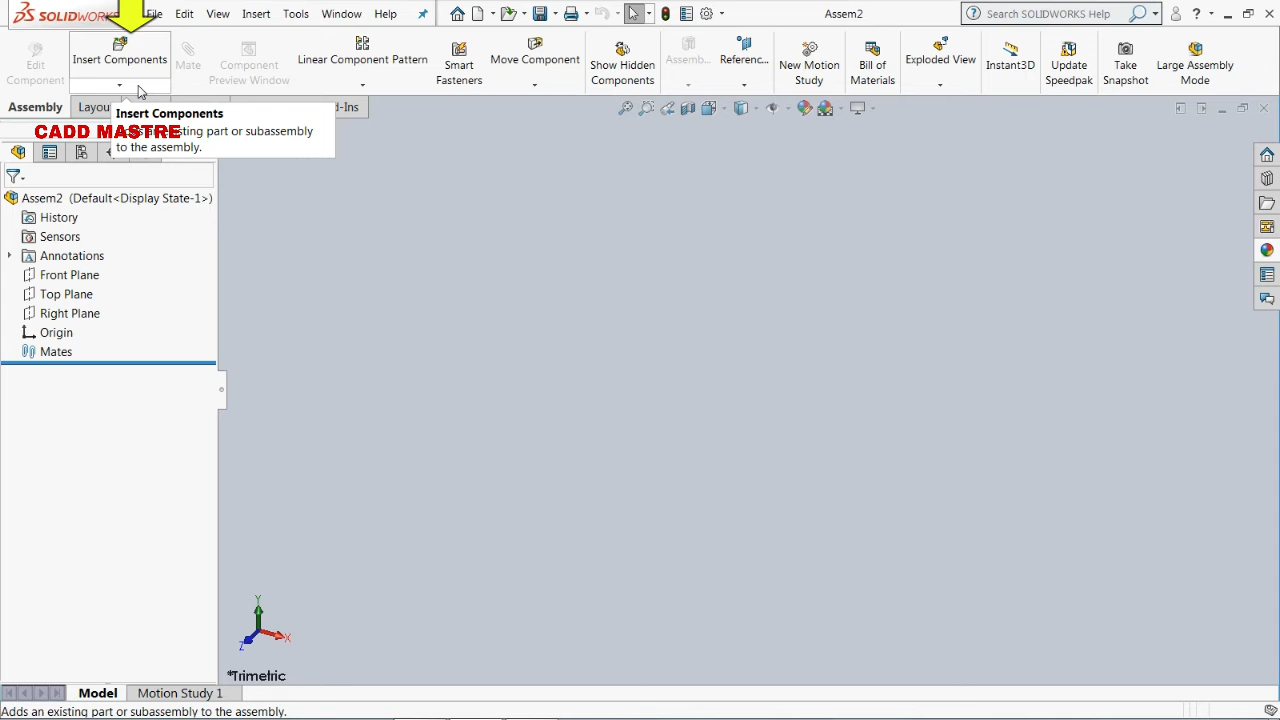 SOLIDWORKS
File Edit View Insert Tools Window Help
Assem2
Search SOLIDWORKS Help
?
Edit Component
Insert Components
Mate
Component Preview Window
Linear Component Pattern
Smart Fasteners
Move Component
Show Hidden Components
Assemb...
Referenc...
New Motion Study
Bill of Materials
Exploded View
Instant3D
Update Speedpak
Take Snapshot
Large Assembly Mode
Assembly
Layou
d-Ins
Insert Components
CADD MASTRE
sting part or subassembly
to the assembly.
Assem2 (Default<Display State-1>)
History
Sensors
Annotations
Front Plane
Top Plane
Right Plane
Origin
Mates
Y
X
Z
*Trimetric
Model
Motion Study 1
Adds an existing part or subassembly to the assembly.